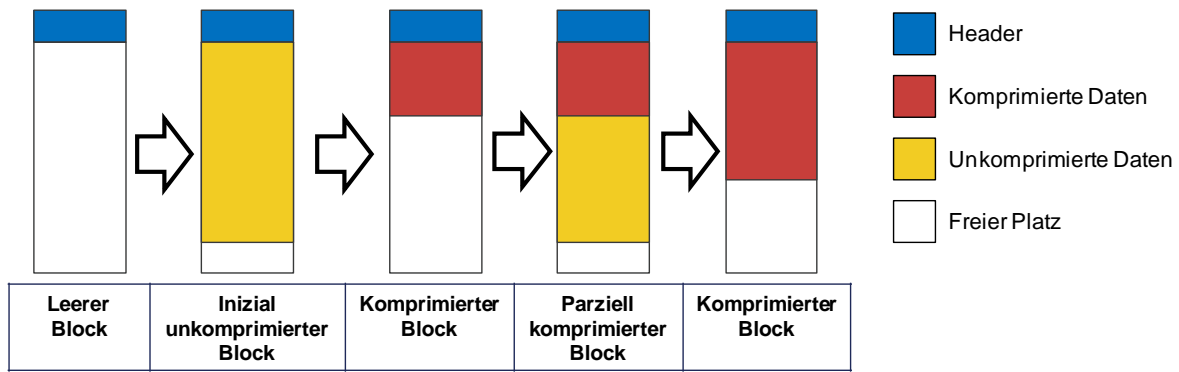 Header
Komprimierte Daten
Unkomprimierte Daten
Freier Platz
Leerer
Block
Inizial
unkomprimierter
Block
Komprimierter
Block
Parziell
komprimierter
Block
Komprimierter
Block